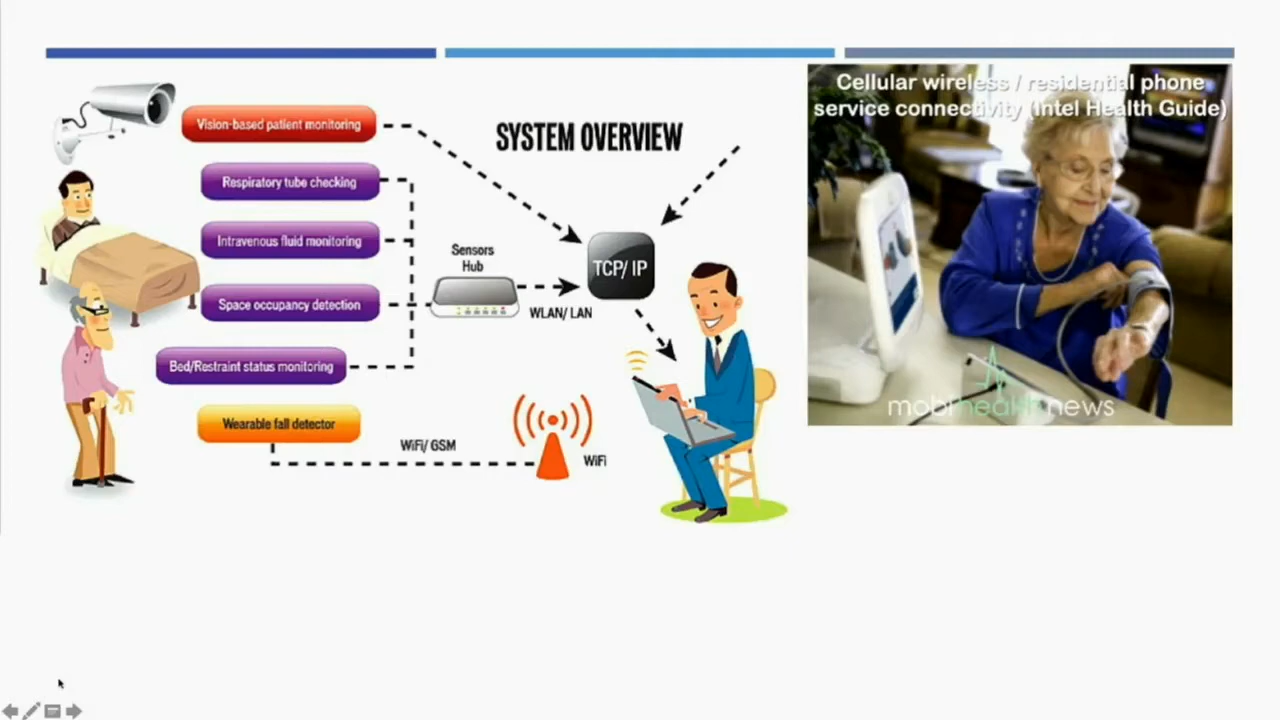 Vision-based patient monitoring
Respiratory tube checking
Intravenous fluid monitoring
Space occupancy detection
Bed/Restraint status monitoring
Wearable fall detector
SYSTEM OVERVIEW
Sensors
Hub
TCP/ IP
WLAN/ LAN
WiFi/ GSM
WiFi
Cellular wireless / residential phone
service connectivity (Intel Health Guide)
mobihealthnews